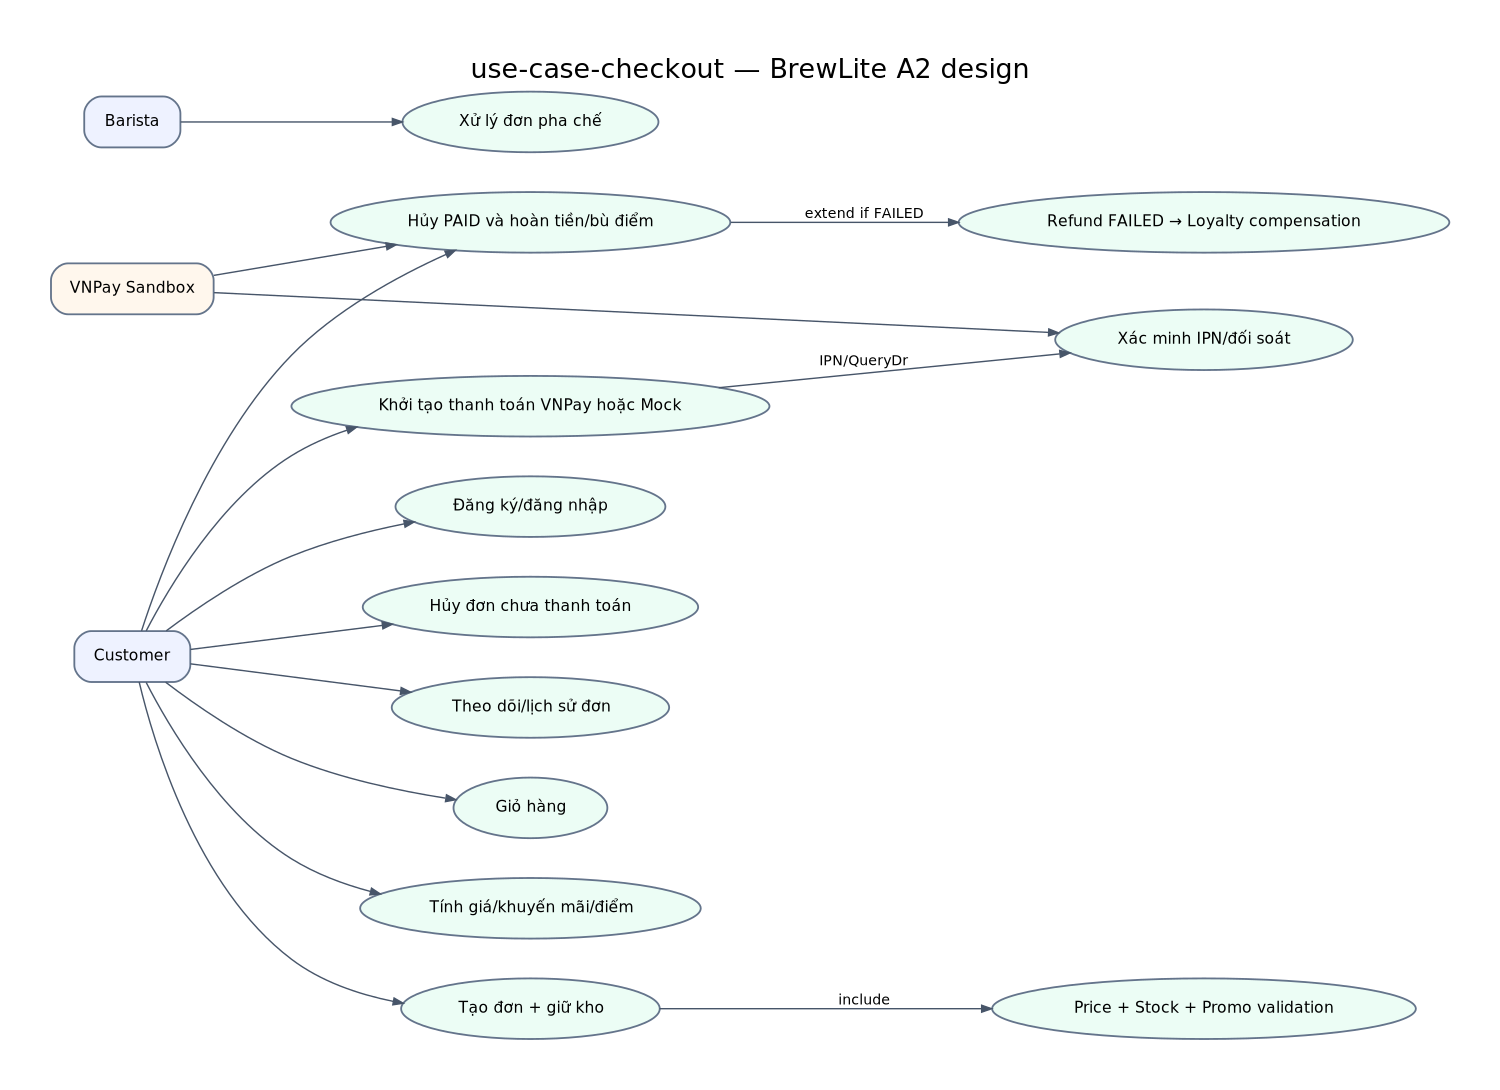 use-case-checkout — BrewLite A2 design
Barista
Xử lý đơn pha chế
Hủy PAID và hoàn tiền/bù điểm
extend if FAILED
Refund FAILED → Loyalty compensation
VNPay Sandbox
Xác minh IPN/đối soát
IPN/QueryDr
Khởi tạo thanh toán VNPay hoặc Mock
Đăng ký/đăng nhập
Hủy đơn chưa thanh toán
Customer
Theo dõi/lịch sử đơn
Giỏ hàng
Tính giá/khuyến mãi/điểm
Tạo đơn + giữ kho
include
Price + Stock + Promo validation